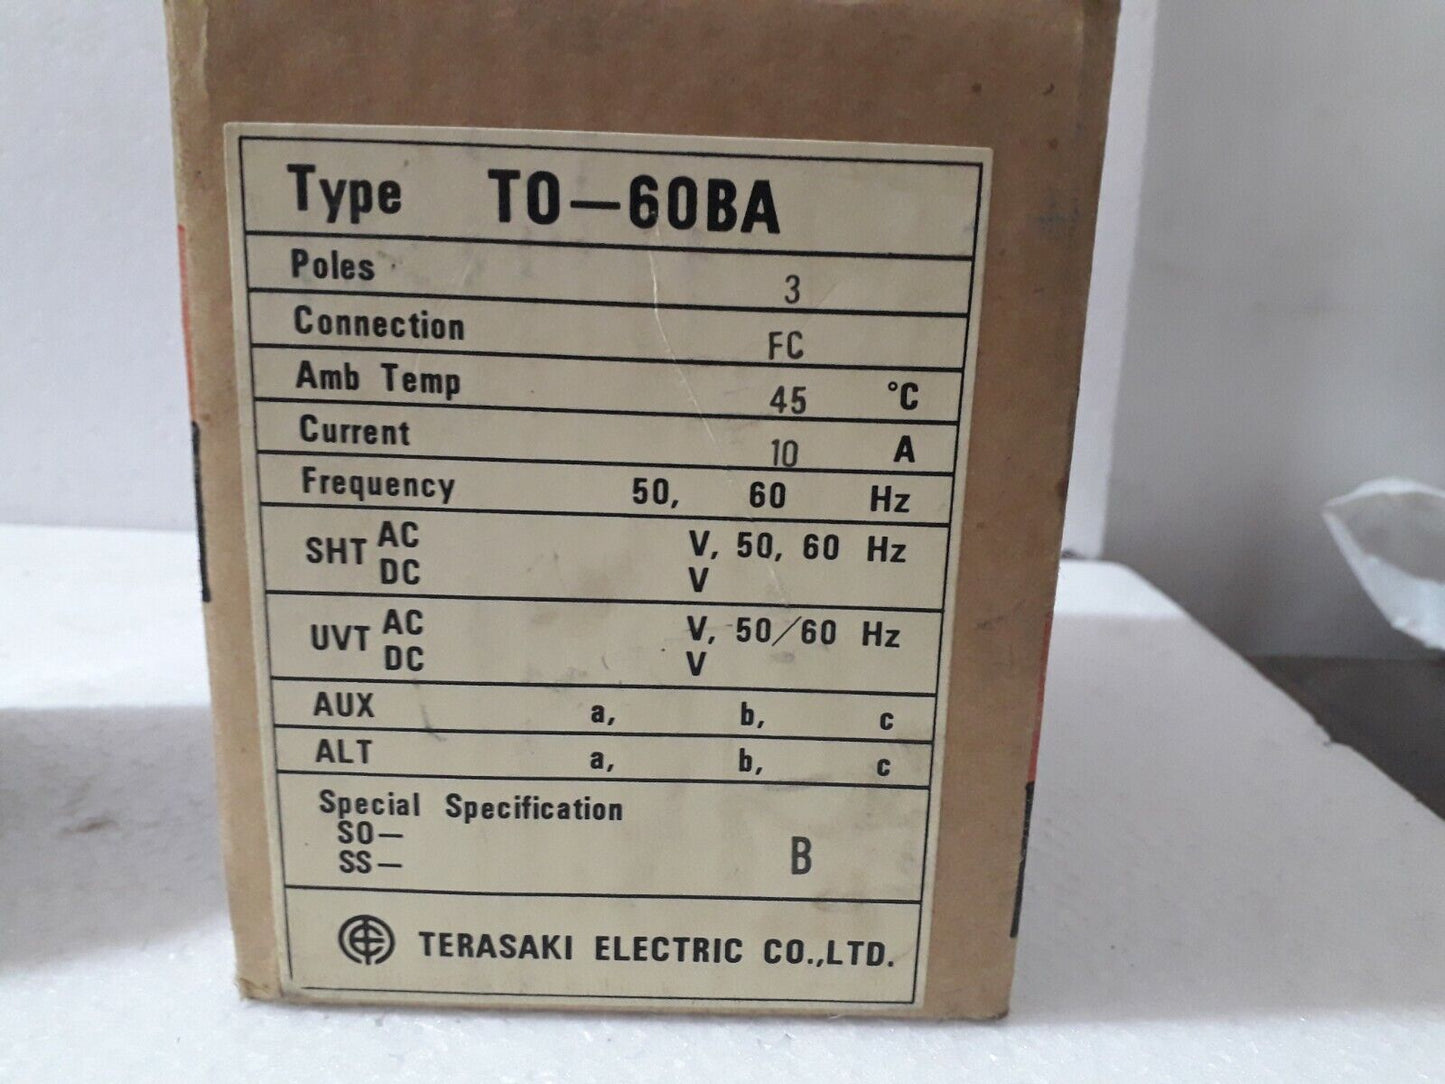 Type TO-60BA
Poles 3
Connection FC
Amb Temp 45 °C
Current 10 A
Frequency 50, 60 Hz
SHT AC V, 50, 60 Hz
DC V
UVT AC V, 50/60 Hz
DC V
AUX a, b, c
ALT a, b, c
Special Specification
SO-
SS- B
TERASAKI ELECTRIC CO.,LTD.